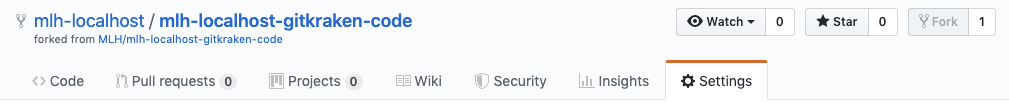 mlh-localhost / mlh-localhost-gitkraken-code Watch 0 Star 0 Fork 1
forked from MLH/mlh-localhost-gitkraken-code
Code Pull requests 0 Projects 0 Wiki Security Insights Settings